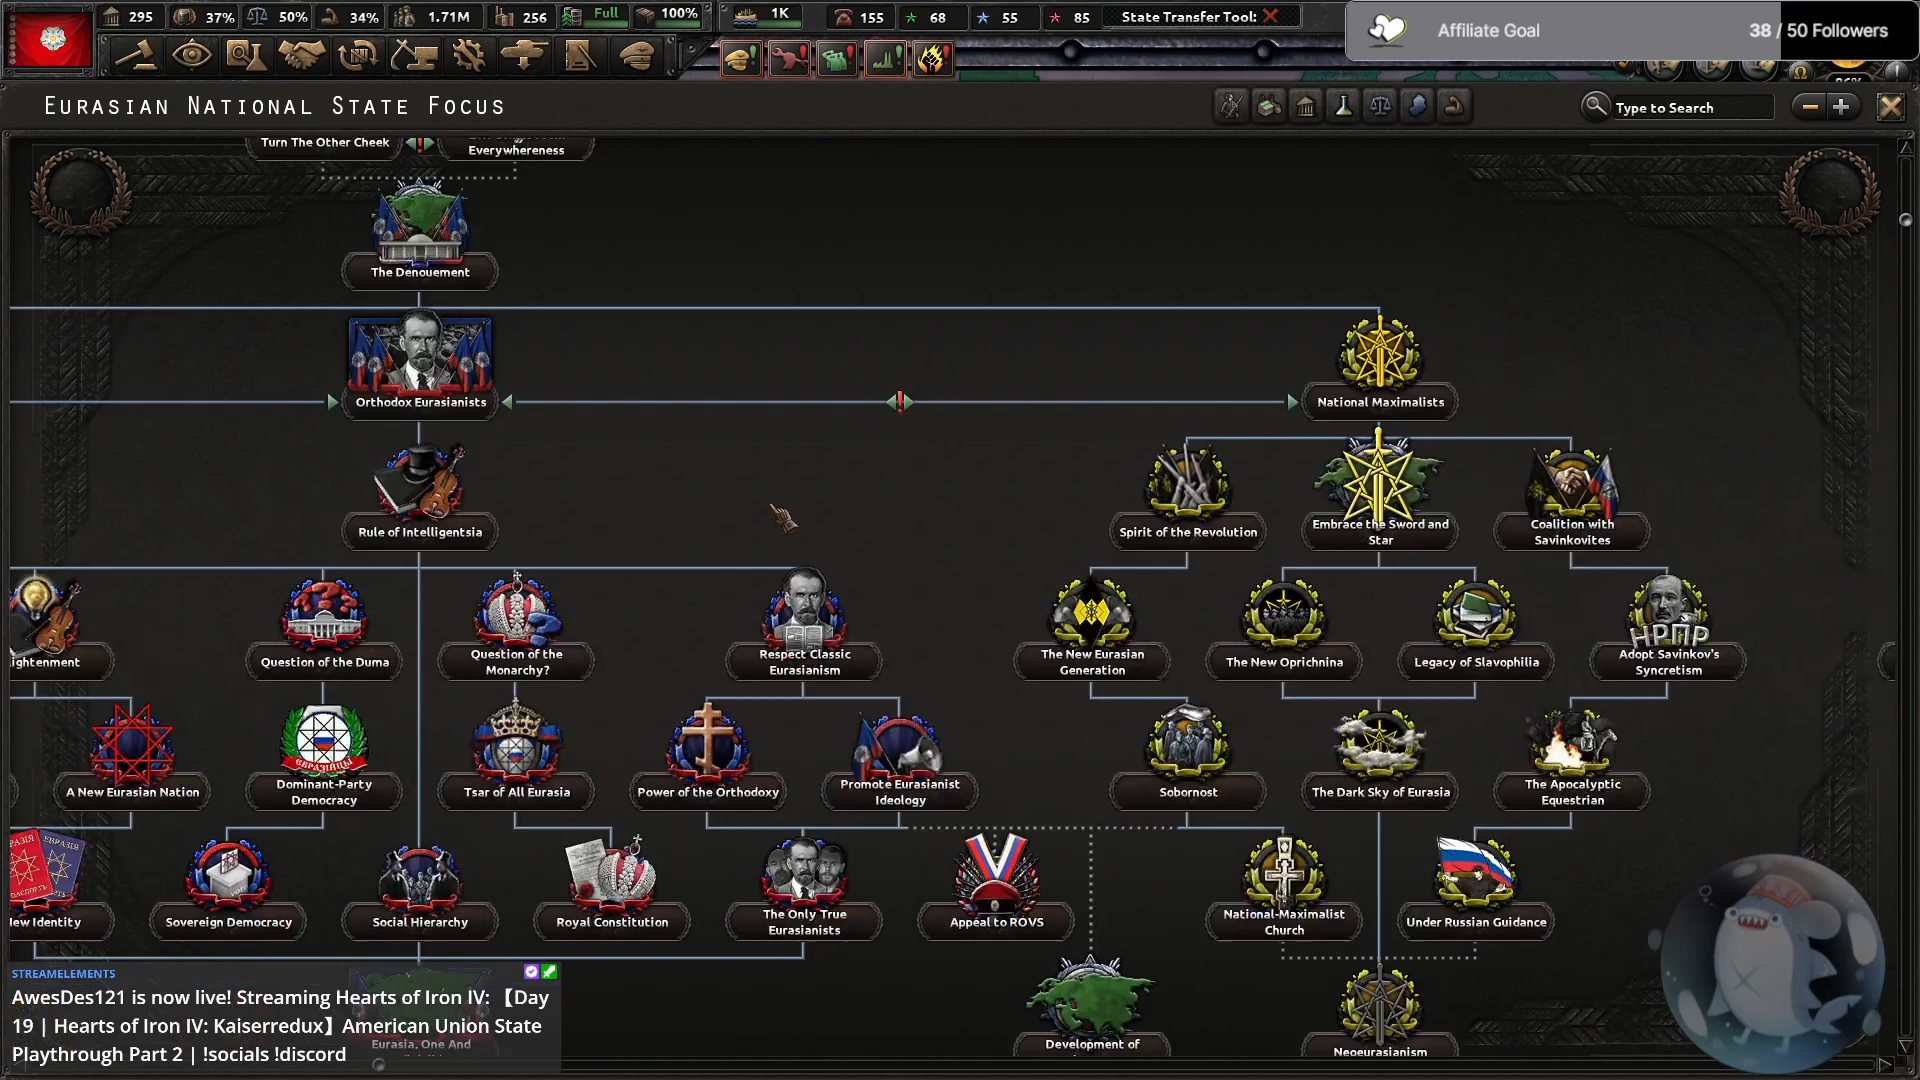 295
37%
50%
34%
1.71M
256
Full
100%
1K
155
68
55
85
State Transfer Tool:
Affiliate Goal
38 / 50 Followers
Eurasian National State Focus
Type to Search
Turn The Other Cheek
Everywhereness
The Denouement
Orthodox Eurasianists
National Maximalists
Rule of Intelligentsia
Spirit of the Revolution
Embrace the Sword and
Star
Coalition with
Savinkovites
НРПР
ightenment
Question of the Duma
Question of the
Monarchy?
Respect Classic
Eurasianism
The New Eurasian
Generation
The New Oprichnina
Legacy of Slavophilia
Adopt Savinkov's
Syncretism
ЕВРАЗІЙЦЫ
A New Eurasian Nation
Dominant-Party
Democracy
Tsar of All Eurasia
Power of the Orthodoxy
Promote Eurasianist
Ideology
Sobornost
The Dark Sky of Eurasia
The Apocalyptic
Equestrian
ЕВРАЗІЯ
New Identity
Sovereign Democracy
Social Hierarchy
Royal Constitution
The Only True
Eurasianists
Appeal to ROVS
National-Maximalist
Church
Under Russian Guidance
Eurasia, One And
Development of
Neoeurasianism
STREAMELEMENTS
AwesDes121 is now live! Streaming Hearts of Iron IV: 【Day
19 | Hearts of Iron IV: Kaiserredux】American Union State
Playthrough Part 2 | !socials !discord